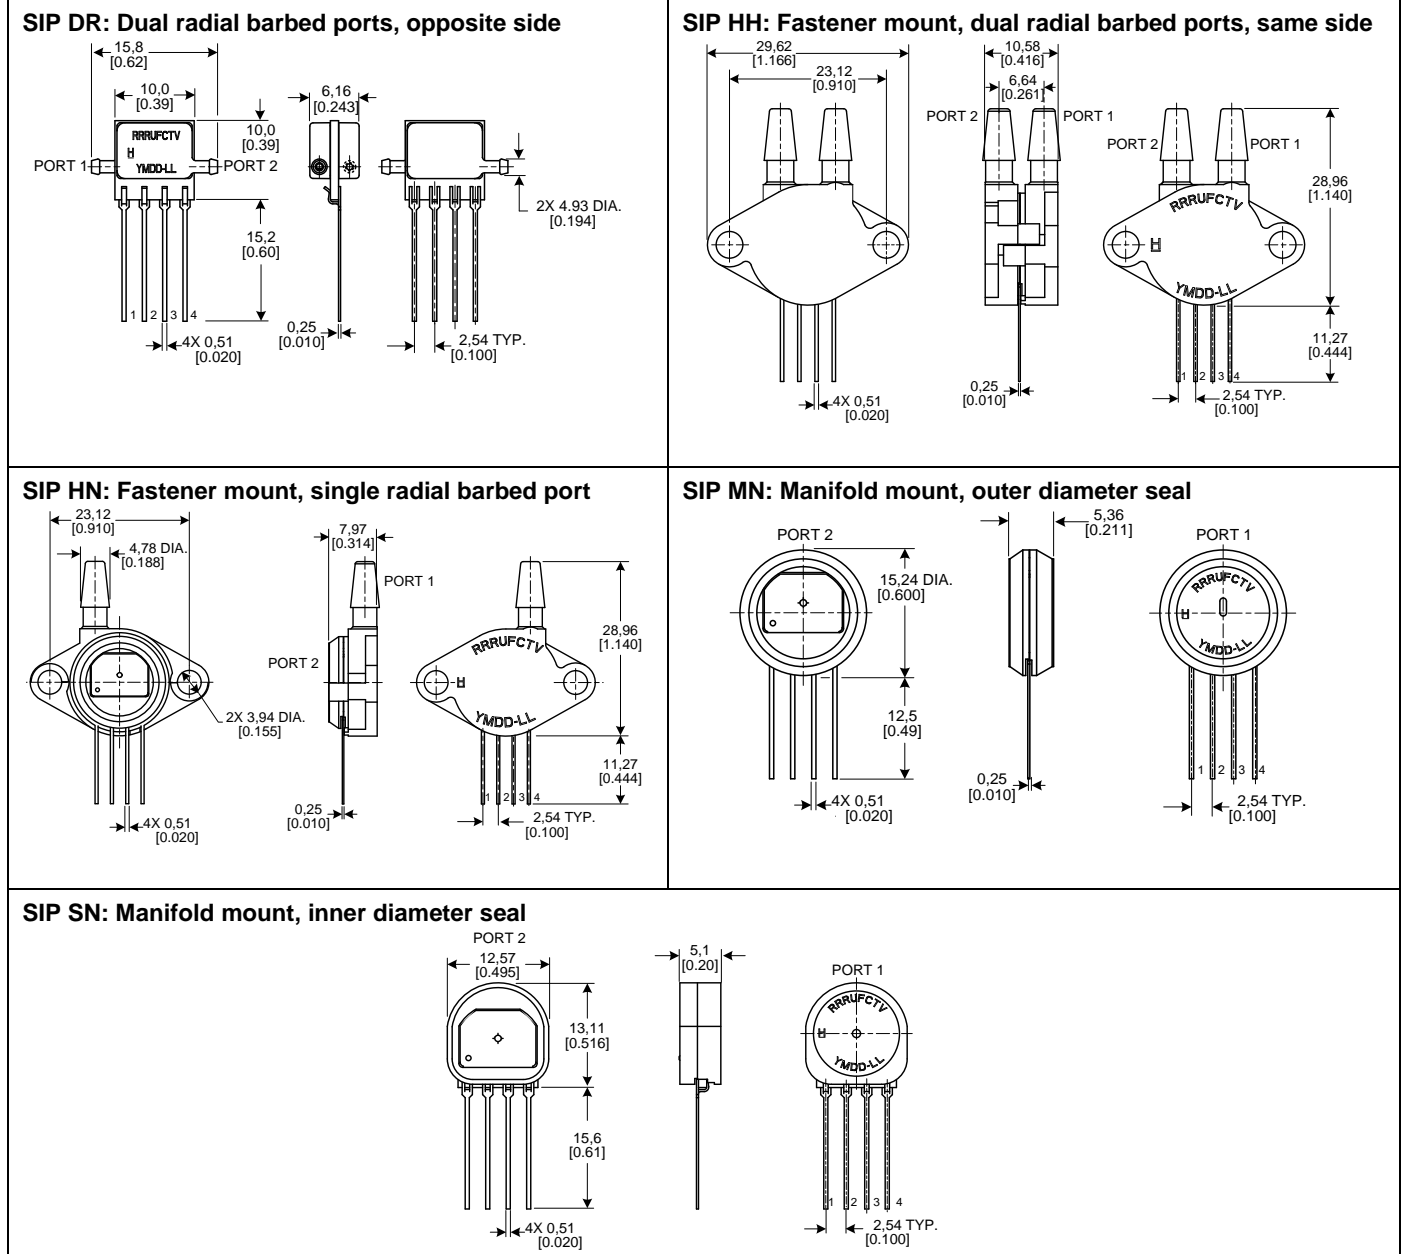 SIP DR: Dual radial barbed ports, opposite side
15,8
[0.62]
10,0
[0.39]
6,16
[0.243]
10,0
[0.39]
RRRUFCTV
H
YMDD-LL
PORT 1
PORT 2
2X 4.93 DIA.
[0.194]
15,2
[0.60]
1 2 3 4
4X 0,51
[0.020]
0,25
[0.010]
2,54 TYP.
[0.100]
SIP HH: Fastener mount, dual radial barbed ports, same side
29,62
[1.166]
23,12
[0.910]
10,58
[0.416]
6,64
[0.261]
PORT 2
PORT 1
PORT 2
PORT 1
28,96
[1.140]
RRRUFCTV
H
YMDD-LL
11,27
[0.444]
1 2 3 4
4X 0,51
[0.020]
0,25
[0.010]
2,54 TYP.
[0.100]
SIP HN: Fastener mount, single radial barbed port
23,12
[0.910]
4,78 DIA.
[0.188]
7,97
[0.314]
PORT 1
PORT 2
28,96
[1.140]
RRRUFCTV
H
YMDD-LL
2X 3,94 DIA.
[0.155]
11,27
[0.444]
1 2 3 4
4X 0,51
[0.020]
0,25
[0.010]
2,54 TYP.
[0.100]
SIP MN: Manifold mount, outer diameter seal
PORT 2
5,36
[0.211]
PORT 1
15,24 DIA.
[0.600]
RRRUFCTV
H
YMDD-LL
12,5
[0.49]
1 2 3 4
4X 0,51
[0.020]
0,25
[0.010]
2,54 TYP.
[0.100]
SIP SN: Manifold mount, inner diameter seal
PORT 2
12,57
[0.495]
5,1
[0.20]
PORT 1
13,11
[0.516]
RRRUFCTV
H
YMDD-LL
15,6
[0.61]
1 2 3 4
4X 0,51
[0.020]
2,54 TYP.
[0.100]